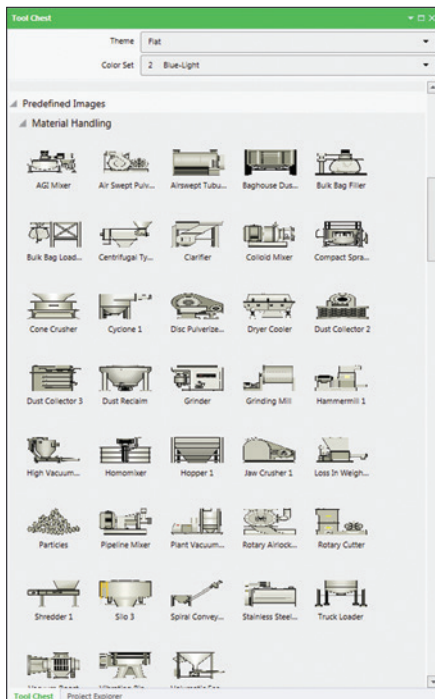 Tool Chest
Theme Flat
Color Set 2 Blue-Light
Predefined Images
Material Handling
AGI Mixer Air Swept Pulv... Airswept Tubu... Baghouse Dus... Bulk Bag Filler
Bulk Bag Load... Centrifugal Ty... Clarifier Colloid Mixer Compact Spra...
Cone Crusher Cyclone 1 Disc Pulverize... Dryer Cooler Dust Collector 2
Dust Collector 3 Dust Reclaim Grinder Grinding Mill Hammermill 1
High Vacuum... Homomixer Hopper 1 Jaw Crusher 1 Loss In Weigh...
Particles Pipeline Mixer Plant Vacuum... Rotary Airlock... Rotary Cutter
Shredder 1 Silo 3 Spiral Convey... Stainless Steel... Truck Loader
Tool Chest Project Explorer